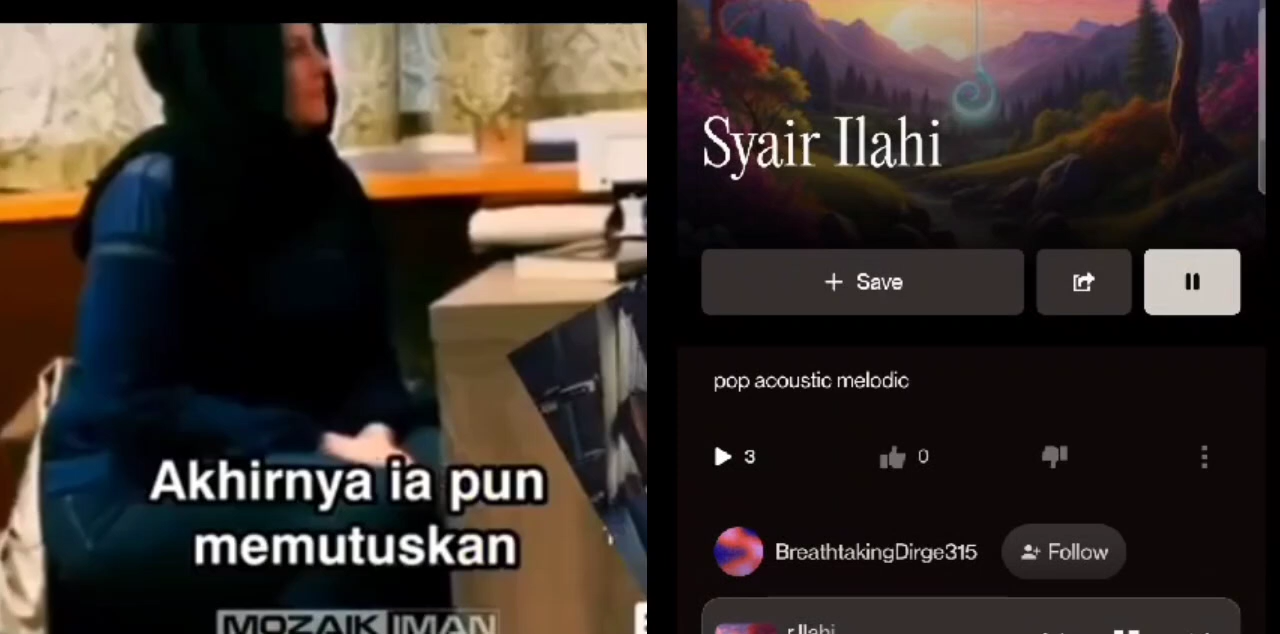 Akhirnya ia pun
memutuskan
MOZAIK IMAN
Syair Ilahi
+ Save
pop acoustic melodic
3
0
BreathtakingDirge315
Follow